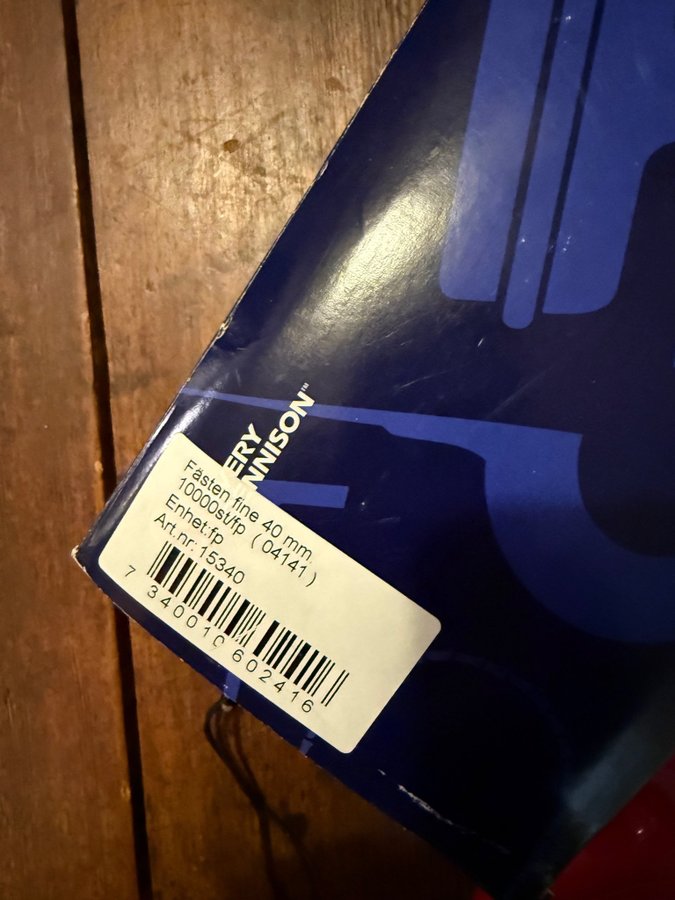 ERY
NNISON™
Fästen fine 40 mm,
10000st/fp ( 04141 )
Enhet:fp
Art.nr: 15340
7 340010 602416